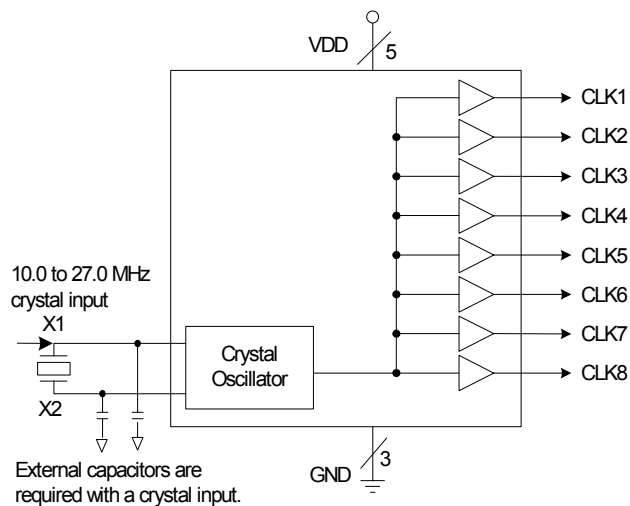 VDD
5
CLK1
CLK2
CLK3
CLK4
CLK5
CLK6
CLK7
CLK8
10.0 to 27.0 MHz
crystal input
X1
X2
Crystal
Oscillator
External capacitors are
required with a crystal input.
GND
3